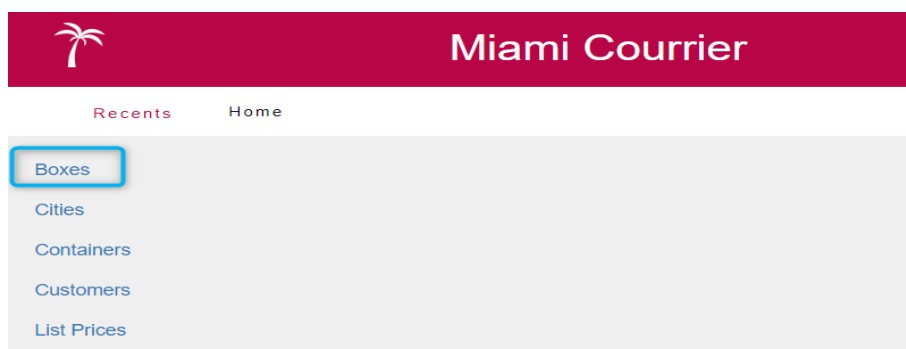 Miami Courrier
Recents Home
Boxes
Cities
Containers
Customers
List Prices